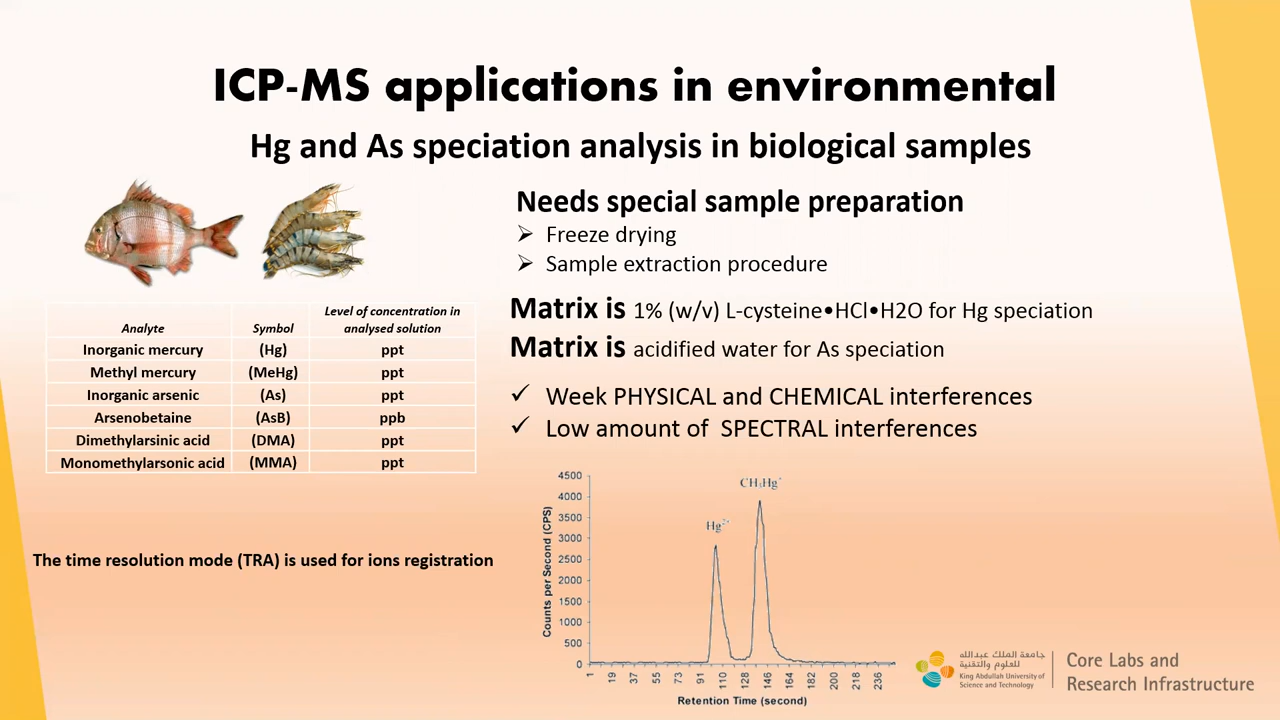 ICP-MS applications in environmental
Hg and As speciation analysis in biological samples
Needs special sample preparation
➢ Freeze drying
➢ Sample extraction procedure
Matrix is 1% (w/v) L-cysteine•HCl•H2O for Hg speciation
Matrix is acidified water for As speciation
✓ Week PHYSICAL and CHEMICAL interferences
✓ Low amount of SPECTRAL interferences
Analyte Symbol Level of concentration in
analysed solution
Inorganic mercury (Hg) ppt
Methyl mercury (MeHg) ppt
Inorganic arsenic (As) ppt
Arsenobetaine (AsB) ppb
Dimethylarsinic acid (DMA) ppt
Monomethylarsonic acid (MMA) ppt
The time resolution mode (TRA) is used for ions registration
Counts per Second (CPS)
4500
4000
3500
3000
2500
2000
1500
1000
500
0
Hg²⁺
CH₃Hg⁺
1 19 37 55 73 91 110 128 146 164 182 200 218 236
Retention Time (second)
جامعة الملك عبدالله
للعلوم والتقنية
King Abdullah University of
Science and Technology
Core Labs and
Research Infrastructure